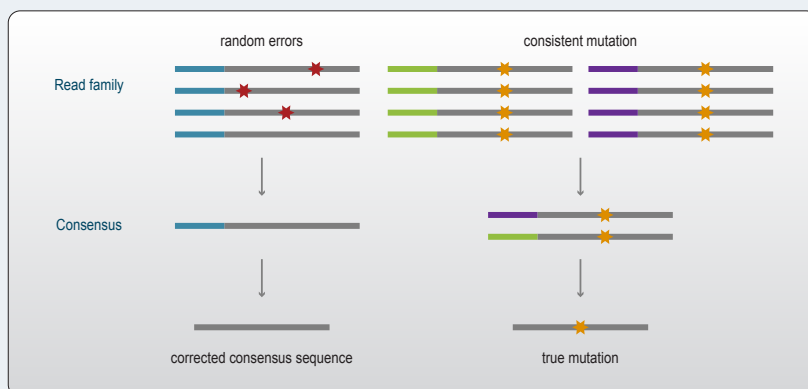 random errors
consistent mutation
Read family
Consensus
corrected consensus sequence
true mutation